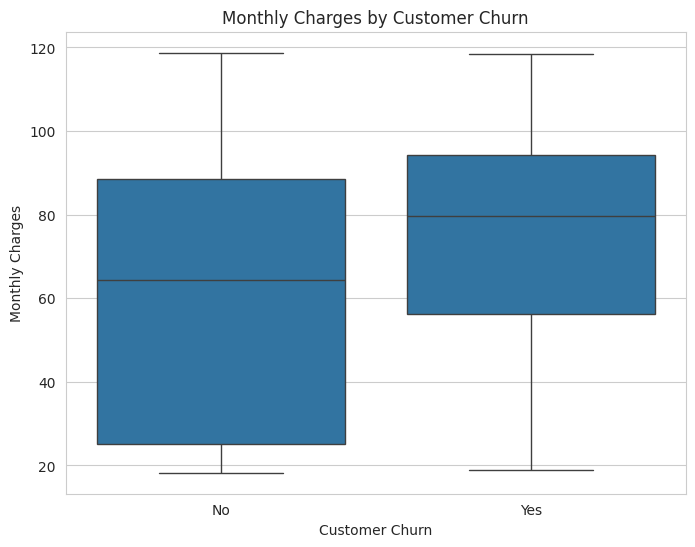 Monthly Charges by Customer Churn
120
100
80
60
40
20
Monthly Charges
No
Yes
Customer Churn